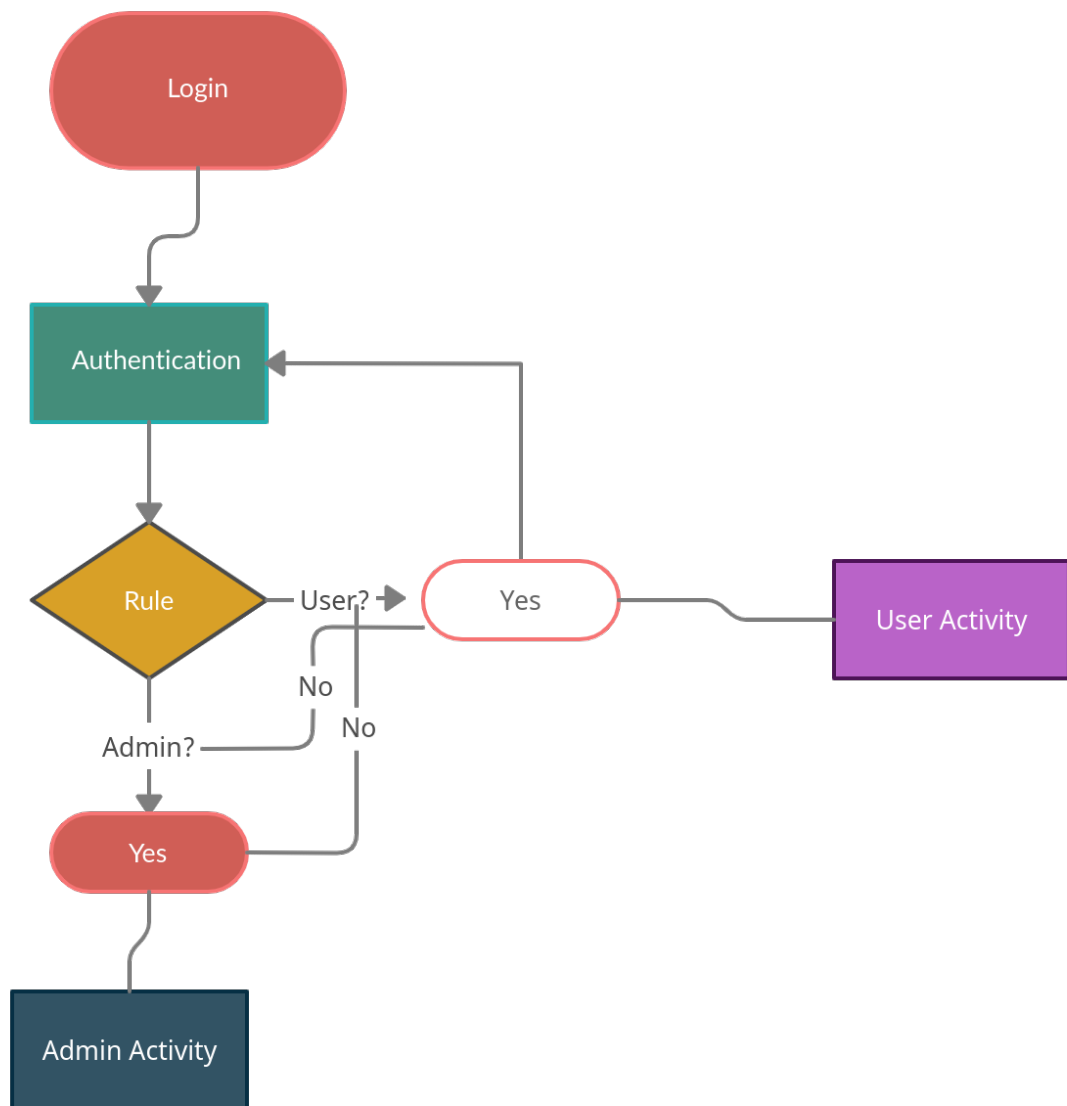 Login
Authentication
Rule
User?
Yes
User Activity
No
No
Admin?
Yes
Admin Activity